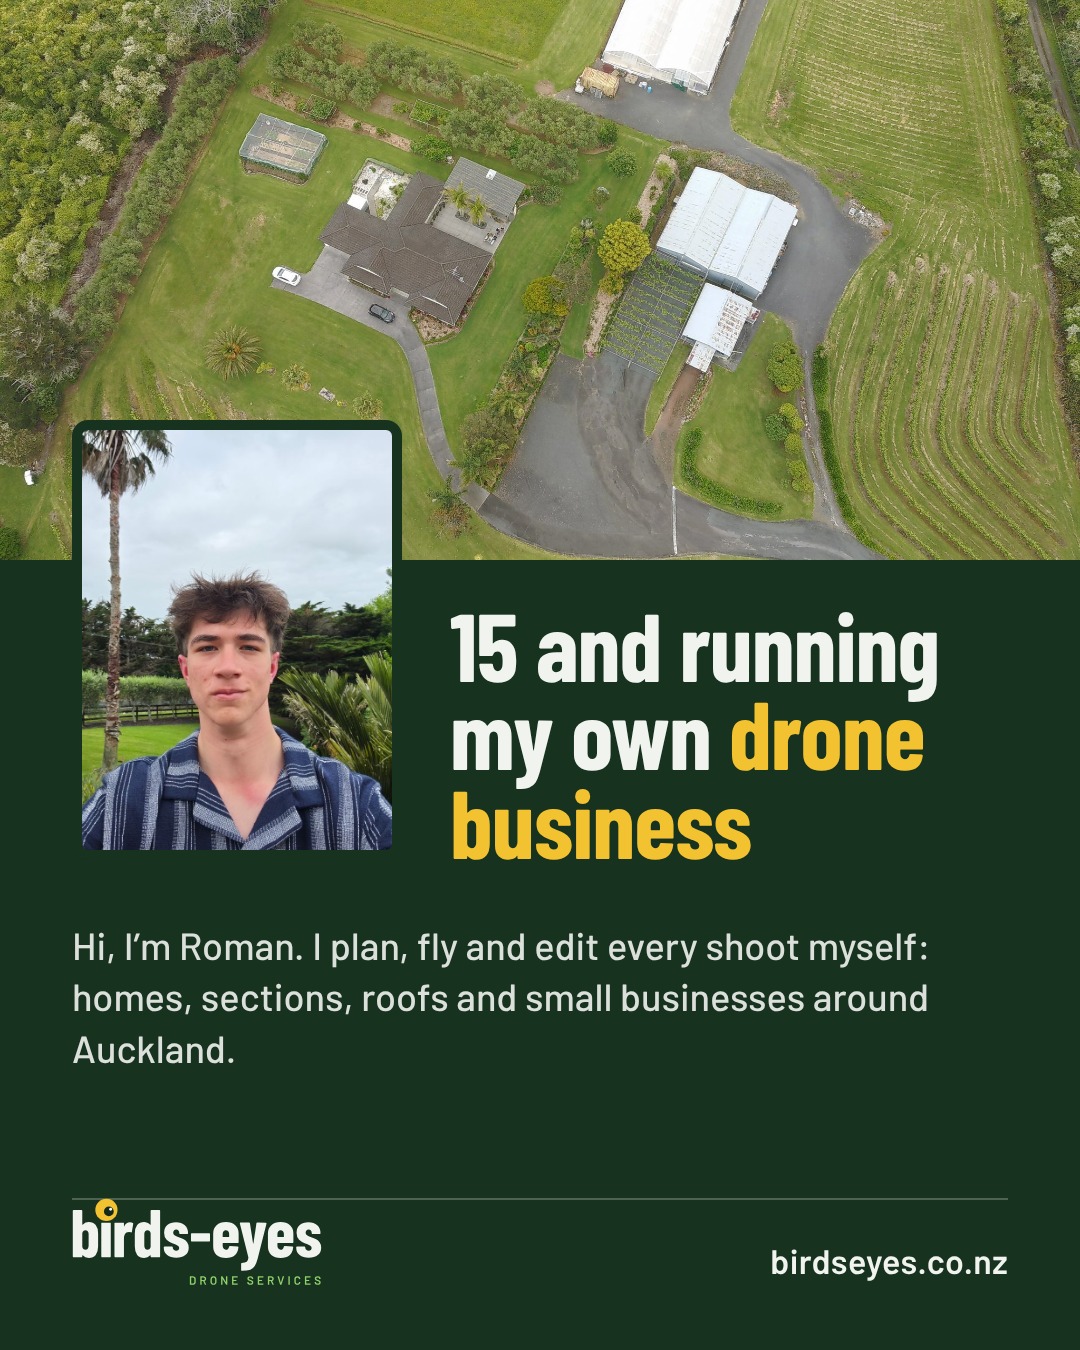 15 and running
my own drone
business
Hi, I’m Roman. I plan, fly and edit every shoot myself:
homes, sections, roofs and small businesses around
Auckland.
birds-eyes
DRONE SERVICES
birdseyes.co.nz